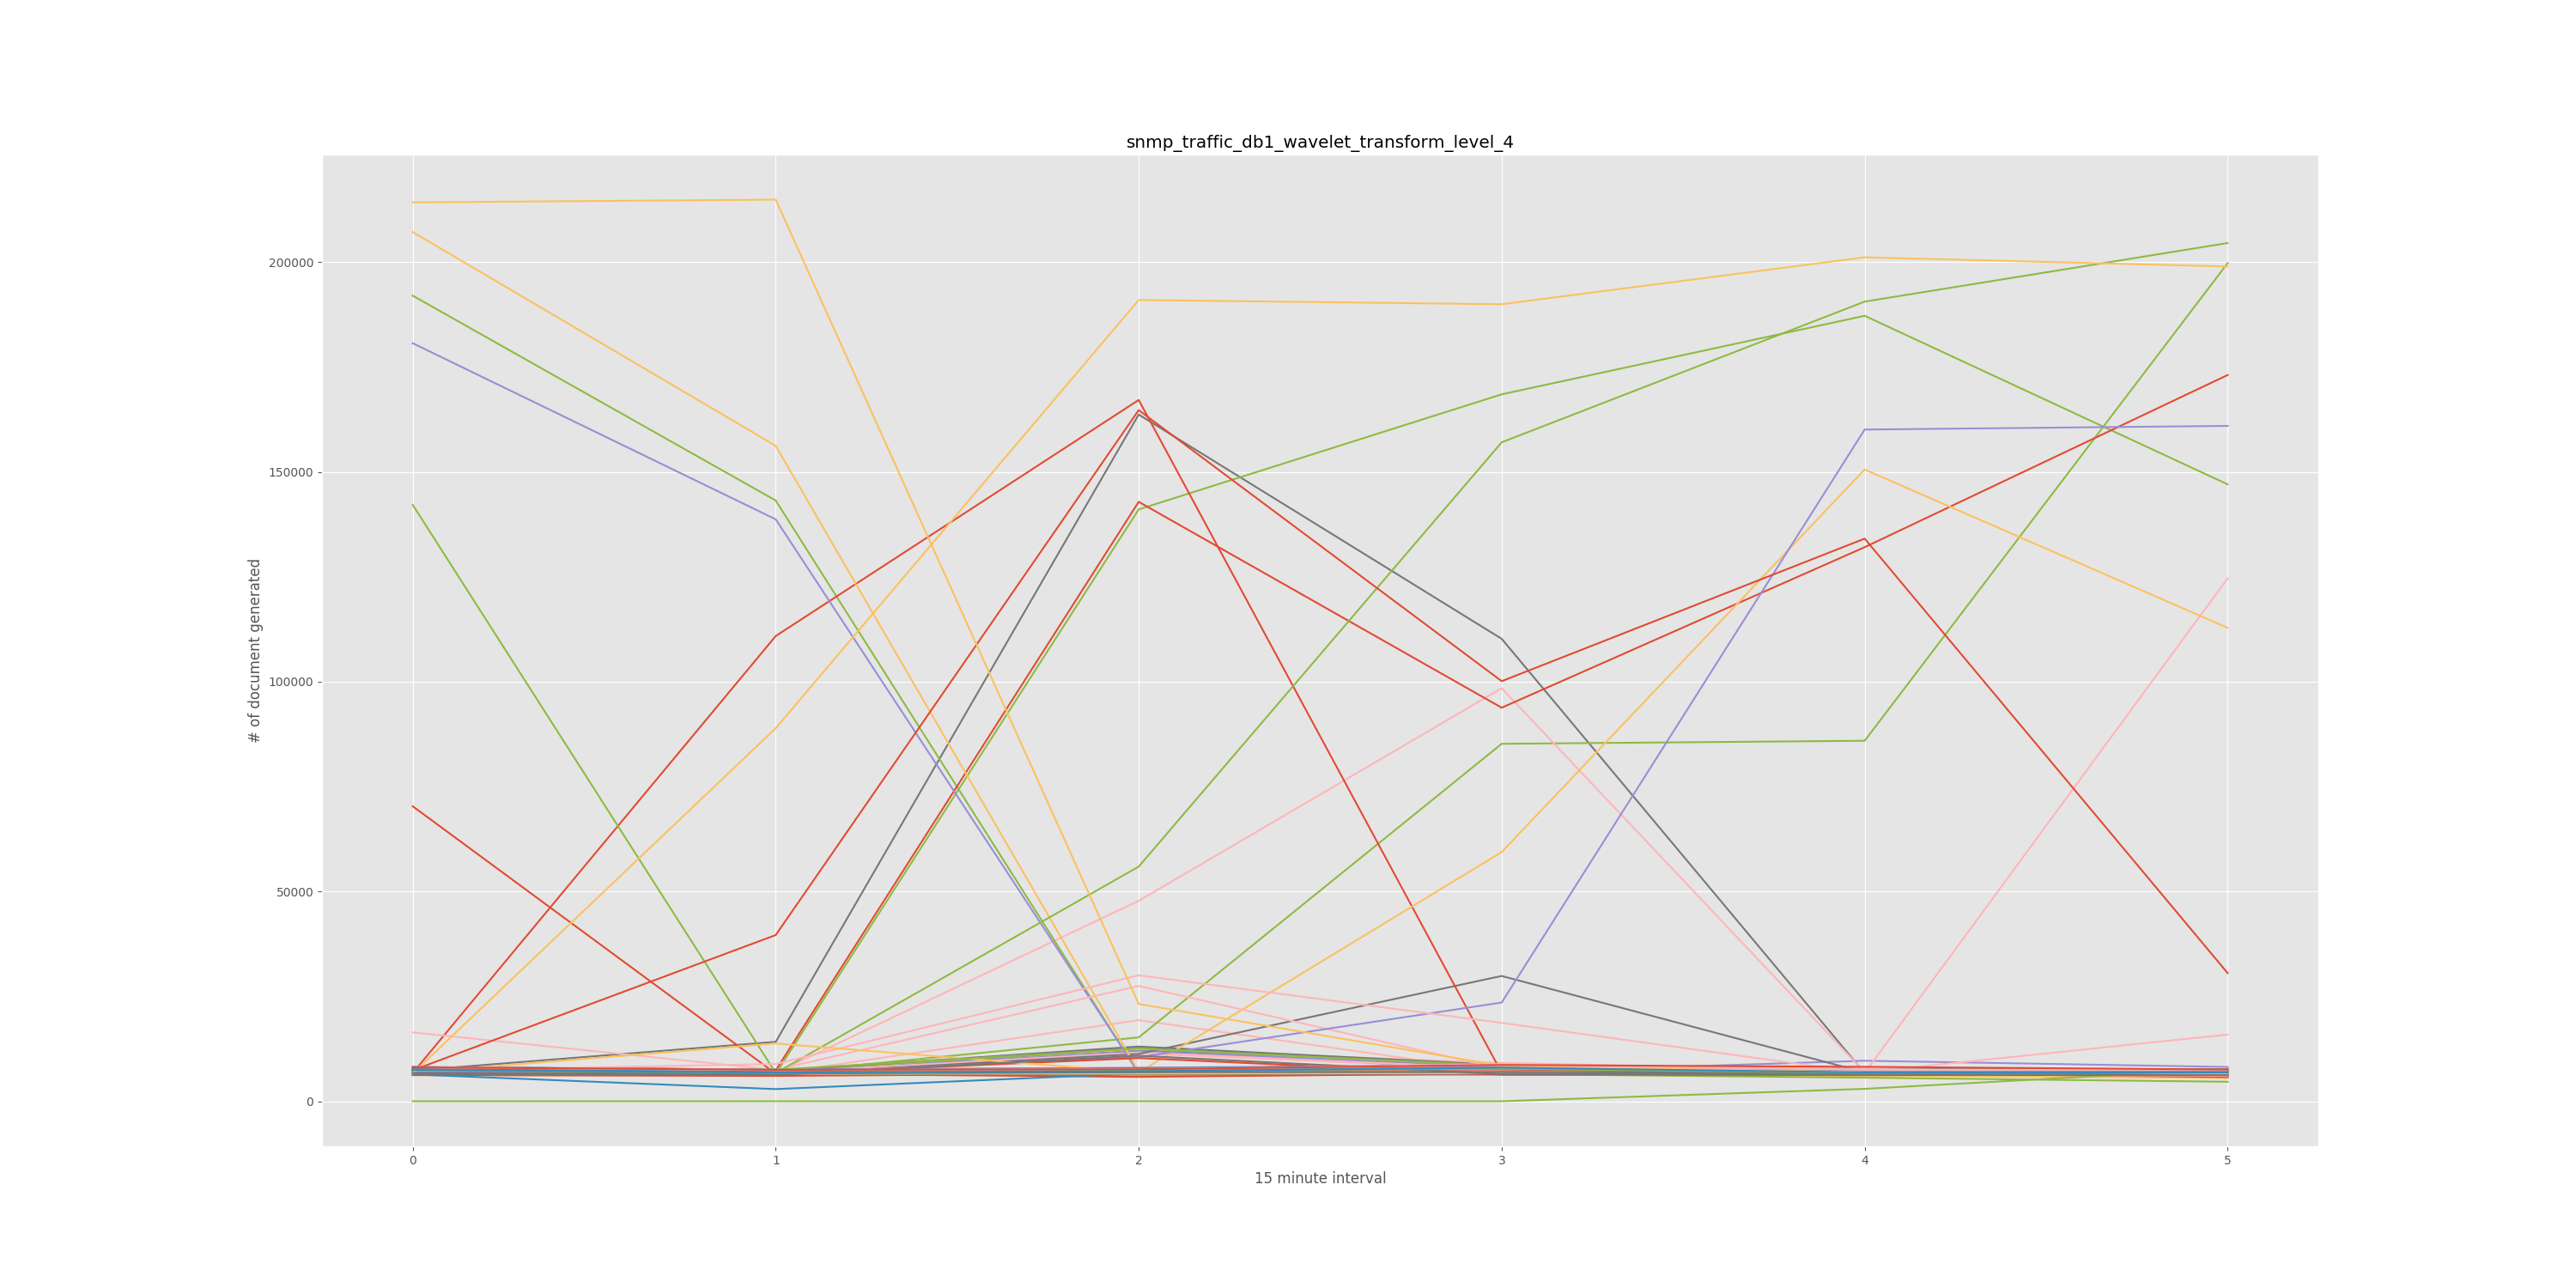 snmp_traffic_db1_wavelet_transform_level_4
200000
150000
100000
50000
0
# of document generated
0 1 2 3 4 5
15 minute interval